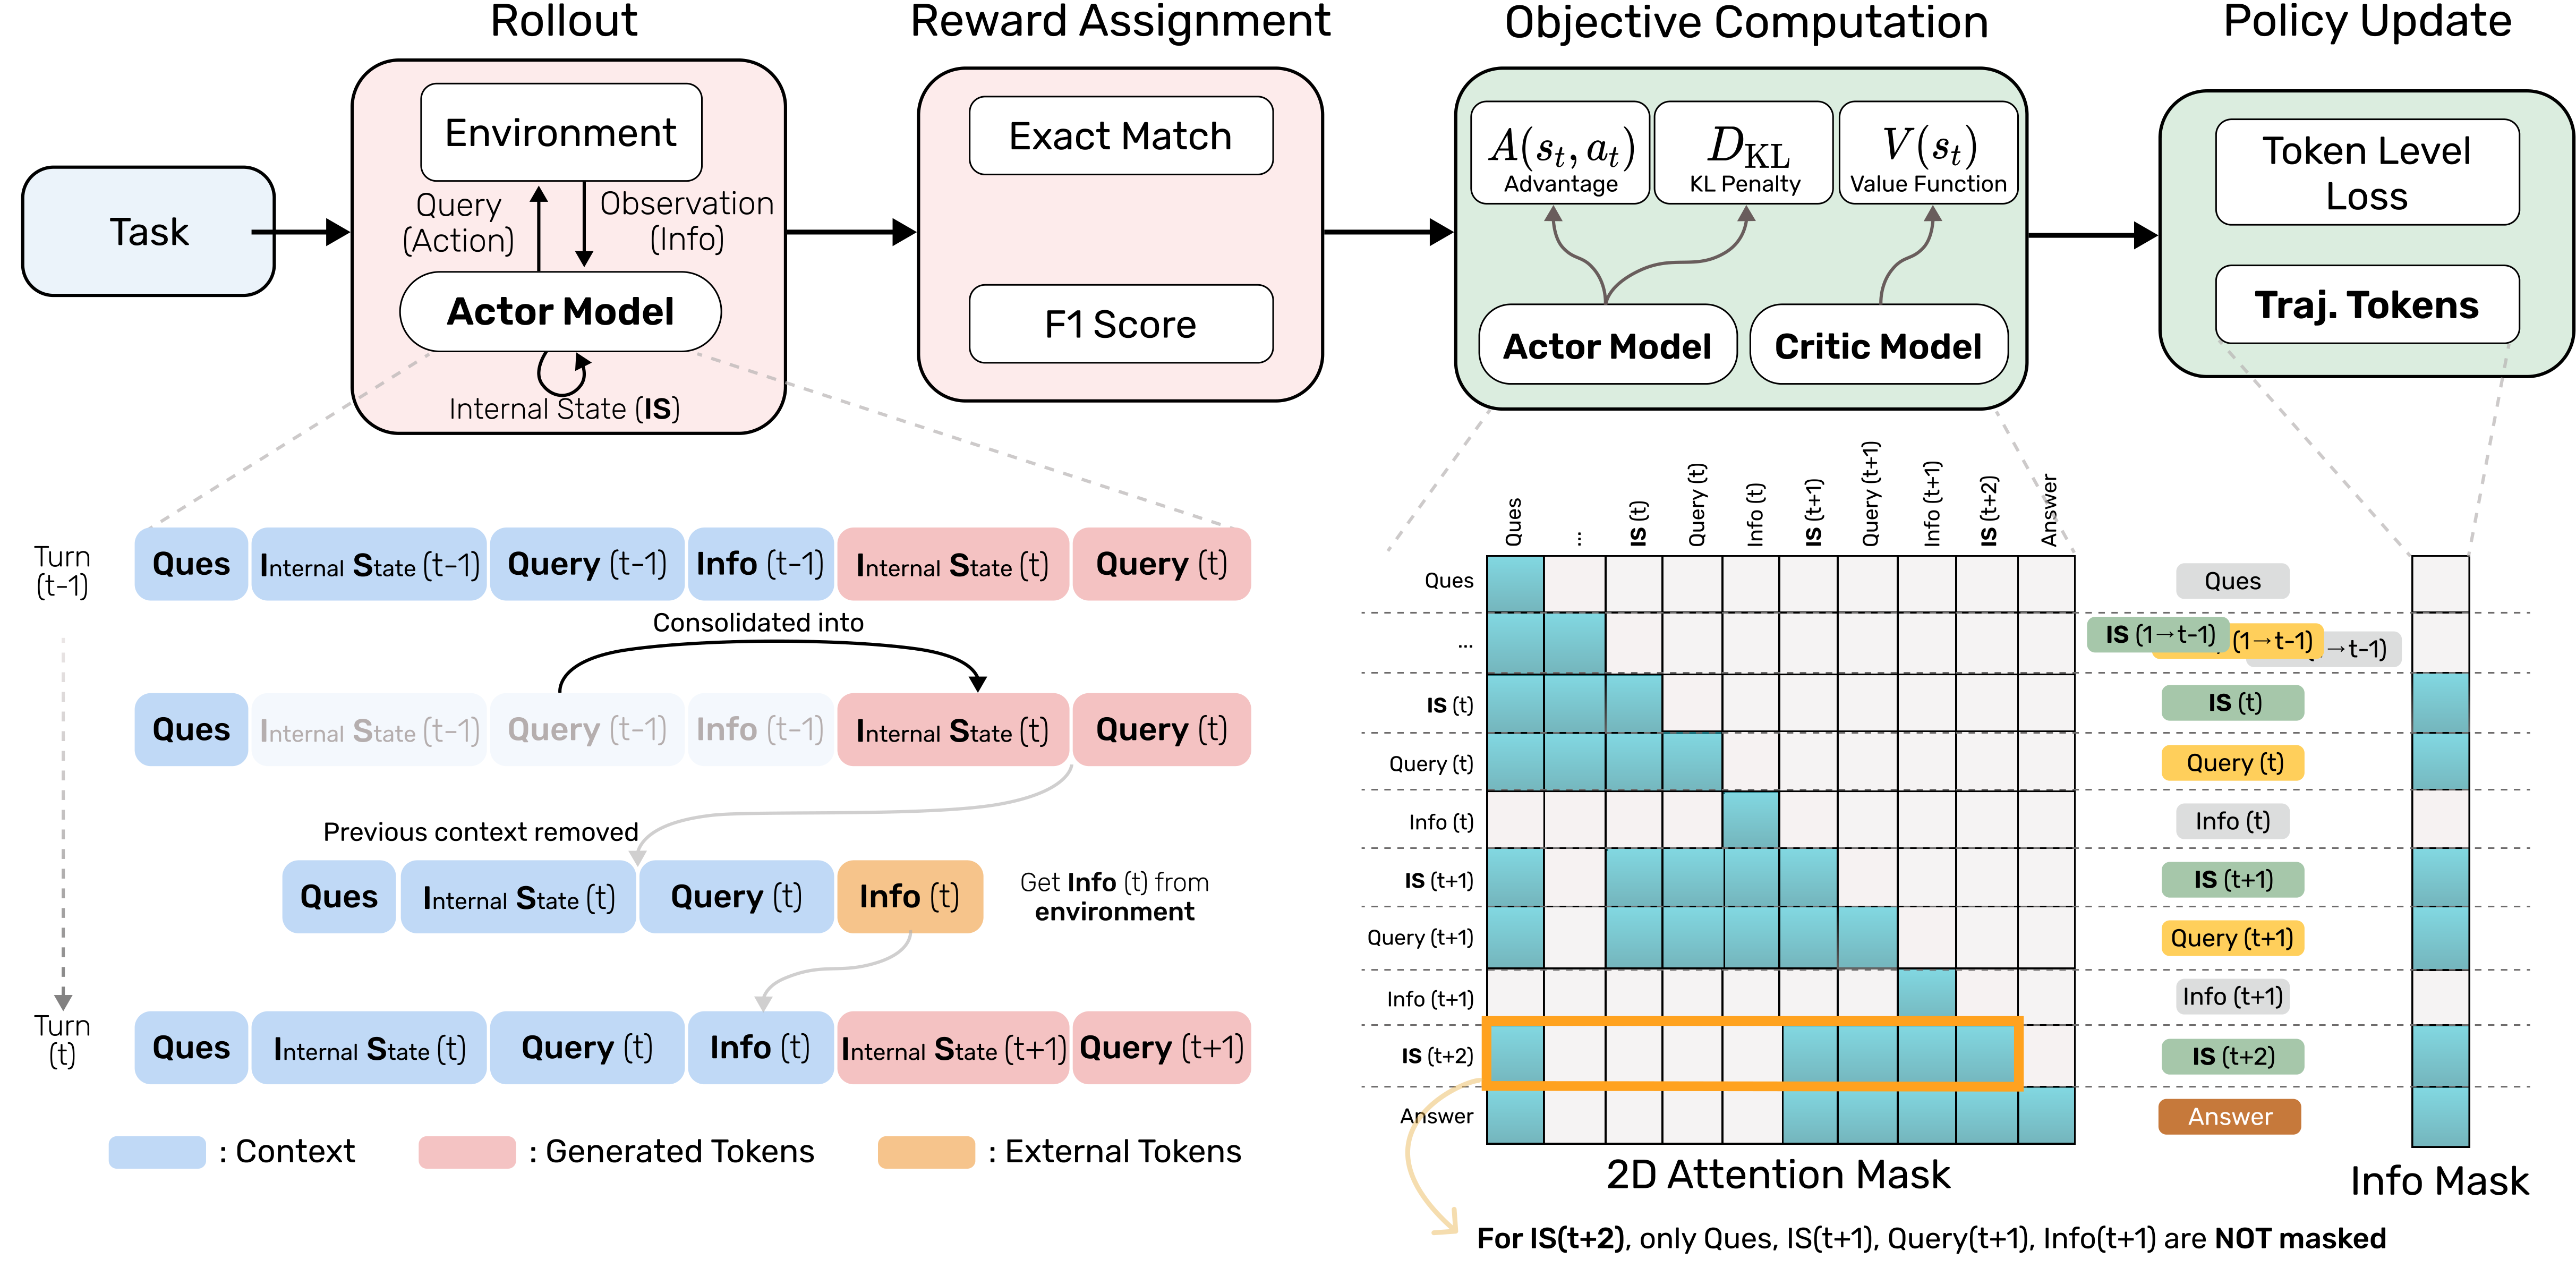 Rollout
Reward Assignment
Objective Computation
Policy Update
Task
Environment
Query
(Action)
Observation
(Info)
Actor Model
Internal State (IS)
Exact Match
F1 Score
A(s_t, a_t)
Advantage
D_KL
KL Penalty
V(s_t)
Value Function
Actor Model
Critic Model
Token Level
Loss
Traj. Tokens
Turn
(t-1)
Ques
Internal State (t-1)
Query (t-1)
Info (t-1)
Internal State (t)
Query (t)
Consolidated into
Ques
Internal State (t-1)
Query (t-1)
Info (t-1)
Internal State (t)
Query (t)
Previous context removed
Ques
Internal State (t)
Query (t)
Info (t)
Get Info (t) from
environment
Turn
(t)
Ques
Internal State (t)
Query (t)
Info (t)
Internal State (t+1)
Query (t+1)
: Context
: Generated Tokens
: External Tokens
Ques
...
IS (t)
Query (t)
Info (t)
IS (t+1)
Query (t+1)
Info (t+1)
IS (t+2)
Answer
Ques
...
IS (t)
Query (t)
Info (t)
IS (t+1)
Query (t+1)
Info (t+1)
IS (t+2)
Answer
2D Attention Mask
Ques
IS (1→t-1)
(1→t-1)
→t-1)
IS (t)
Query (t)
Info (t)
IS (t+1)
Query (t+1)
Info (t+1)
IS (t+2)
Answer
Info Mask
For IS(t+2), only Ques, IS(t+1), Query(t+1), Info(t+1) are NOT masked